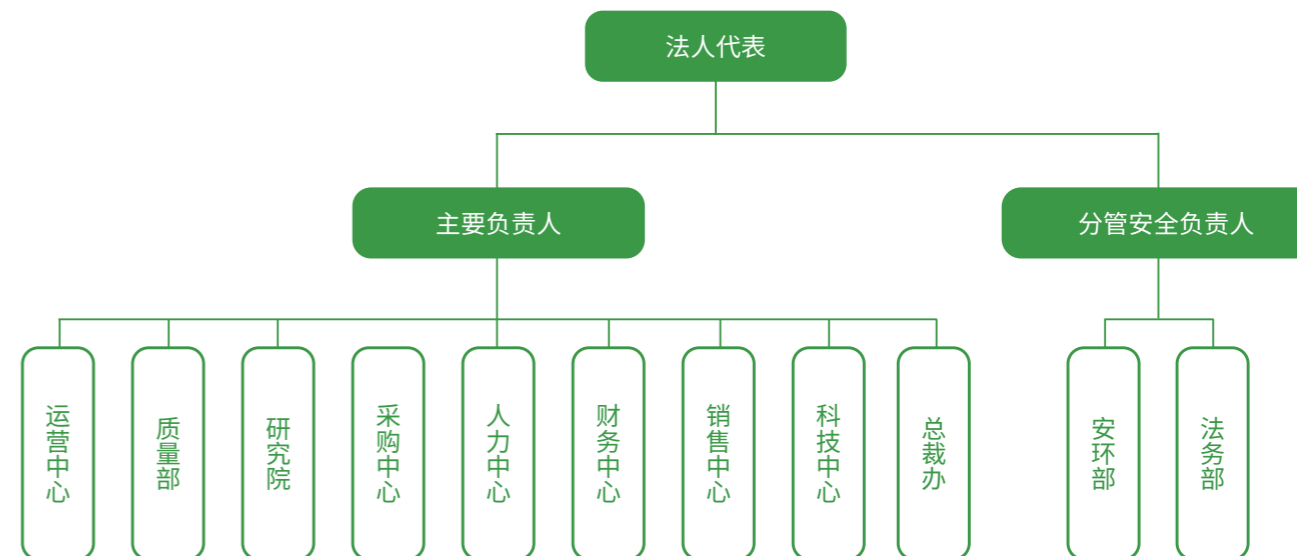 法人代表
主要负责人
分管安全负责人
运营中心
质量部
研究院
采购中心
人力中心
财务中心
销售中心
科技中心
总裁办
安环部
法务部